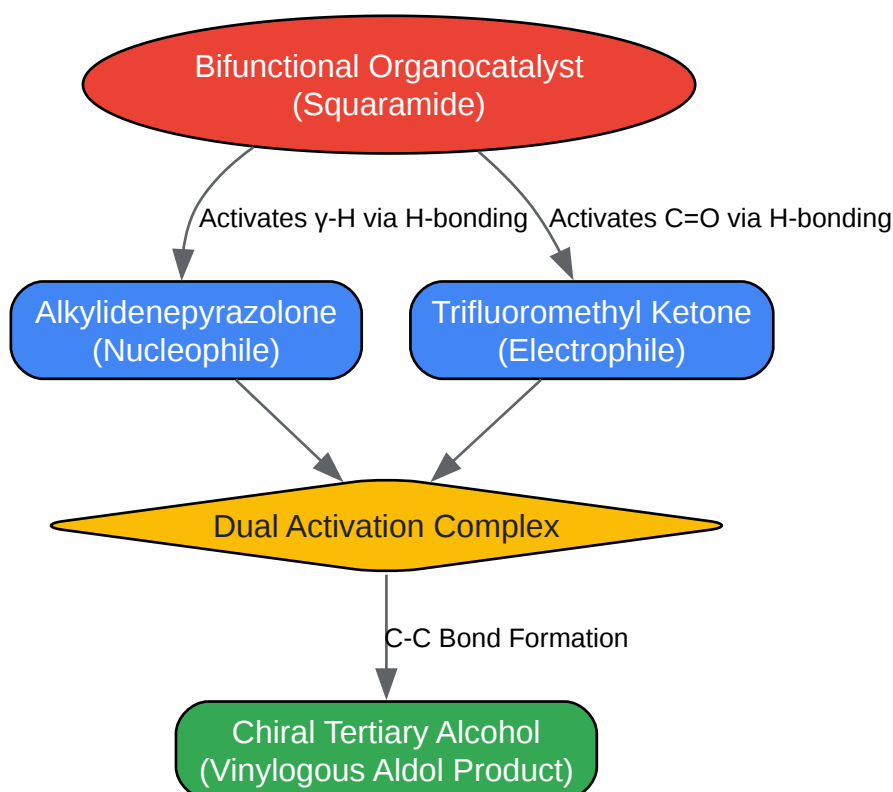 Bifunctional Organocatalyst
(Squaramide)
Activates γ-H via H-bonding
Activates C=O via H-bonding
Alkylidenepyrazolone
(Nucleophile)
Trifluoromethyl Ketone
(Electrophile)
Dual Activation Complex
C-C Bond Formation
Chiral Tertiary Alcohol
(Vinylogous Aldol Product)